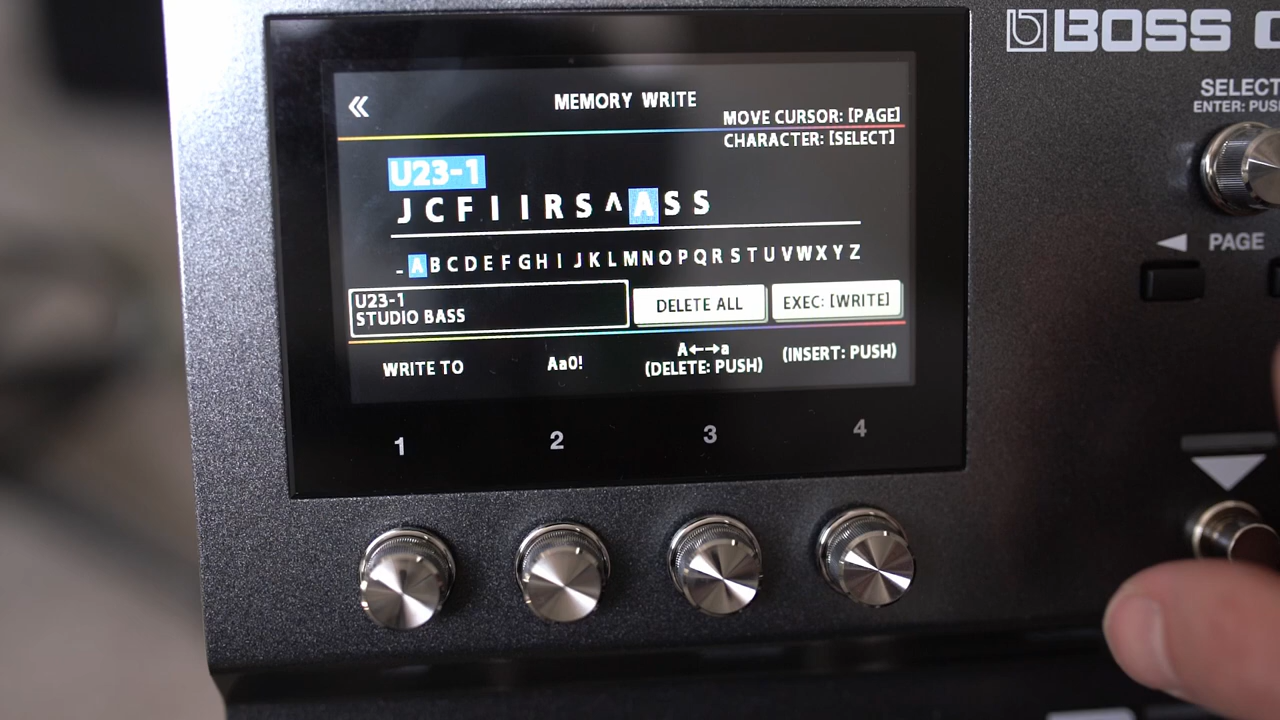 BOSS
SELECT
ENTER: PUSH
PAGE
«
MEMORY WRITE
MOVE CURSOR: [PAGE]
CHARACTER: [SELECT]
U23-1
JCFIIRS^ASS
_ABCDEFGHIJKLMNOPQRSTUVWXYZ
U23-1
STUDIO BASS
DELETE ALL
EXEC: [WRITE]
WRITE TO
Aa0!
A←→a
(DELETE: PUSH)
(INSERT: PUSH)
1 2 3 4